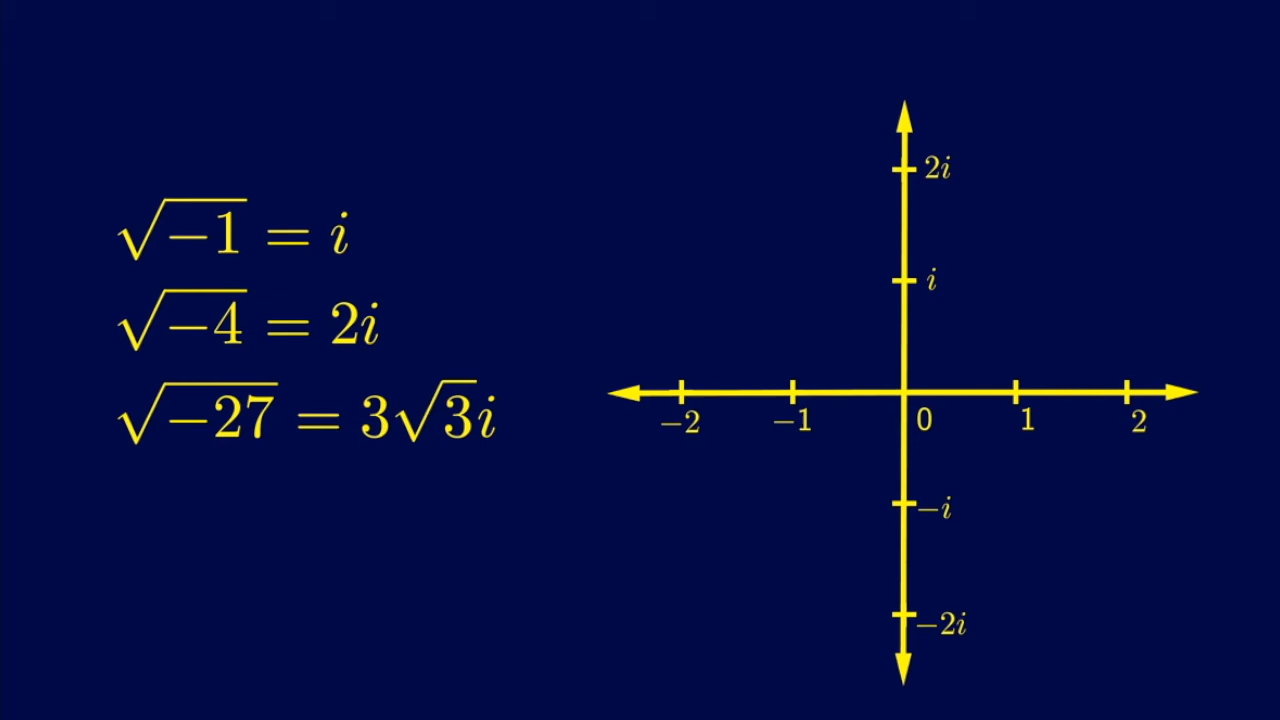 √−1 = i
√−4 = 2i
√−27 = 3√3i
2i
i
−2 −1 0 1 2
−i
−2i